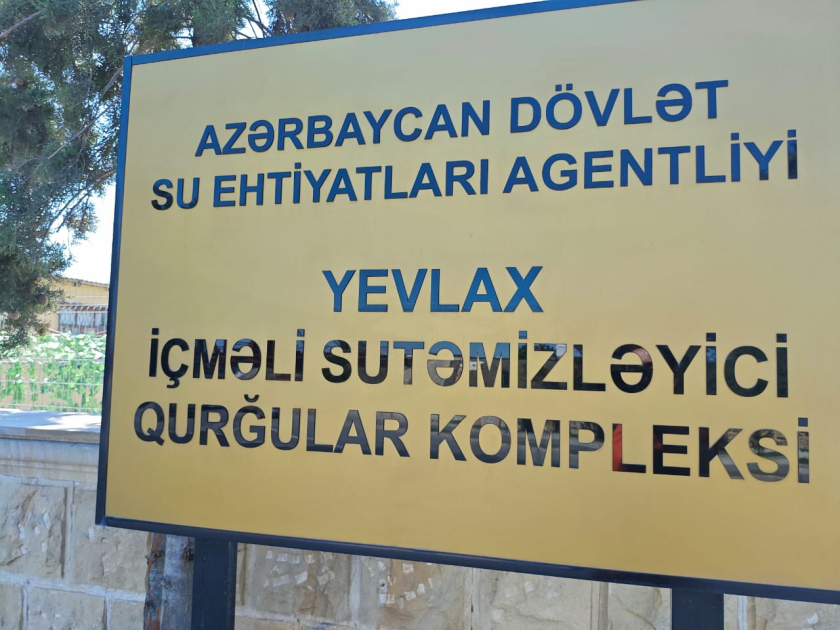 AZƏRBAYCAN DÖVLƏT
SU EHTİYATLARI AGENTLİYİ
YEVLAX
İÇMƏLİ SUTƏMİZLƏYİCİ
QURĞULAR KOMPLEKSİ